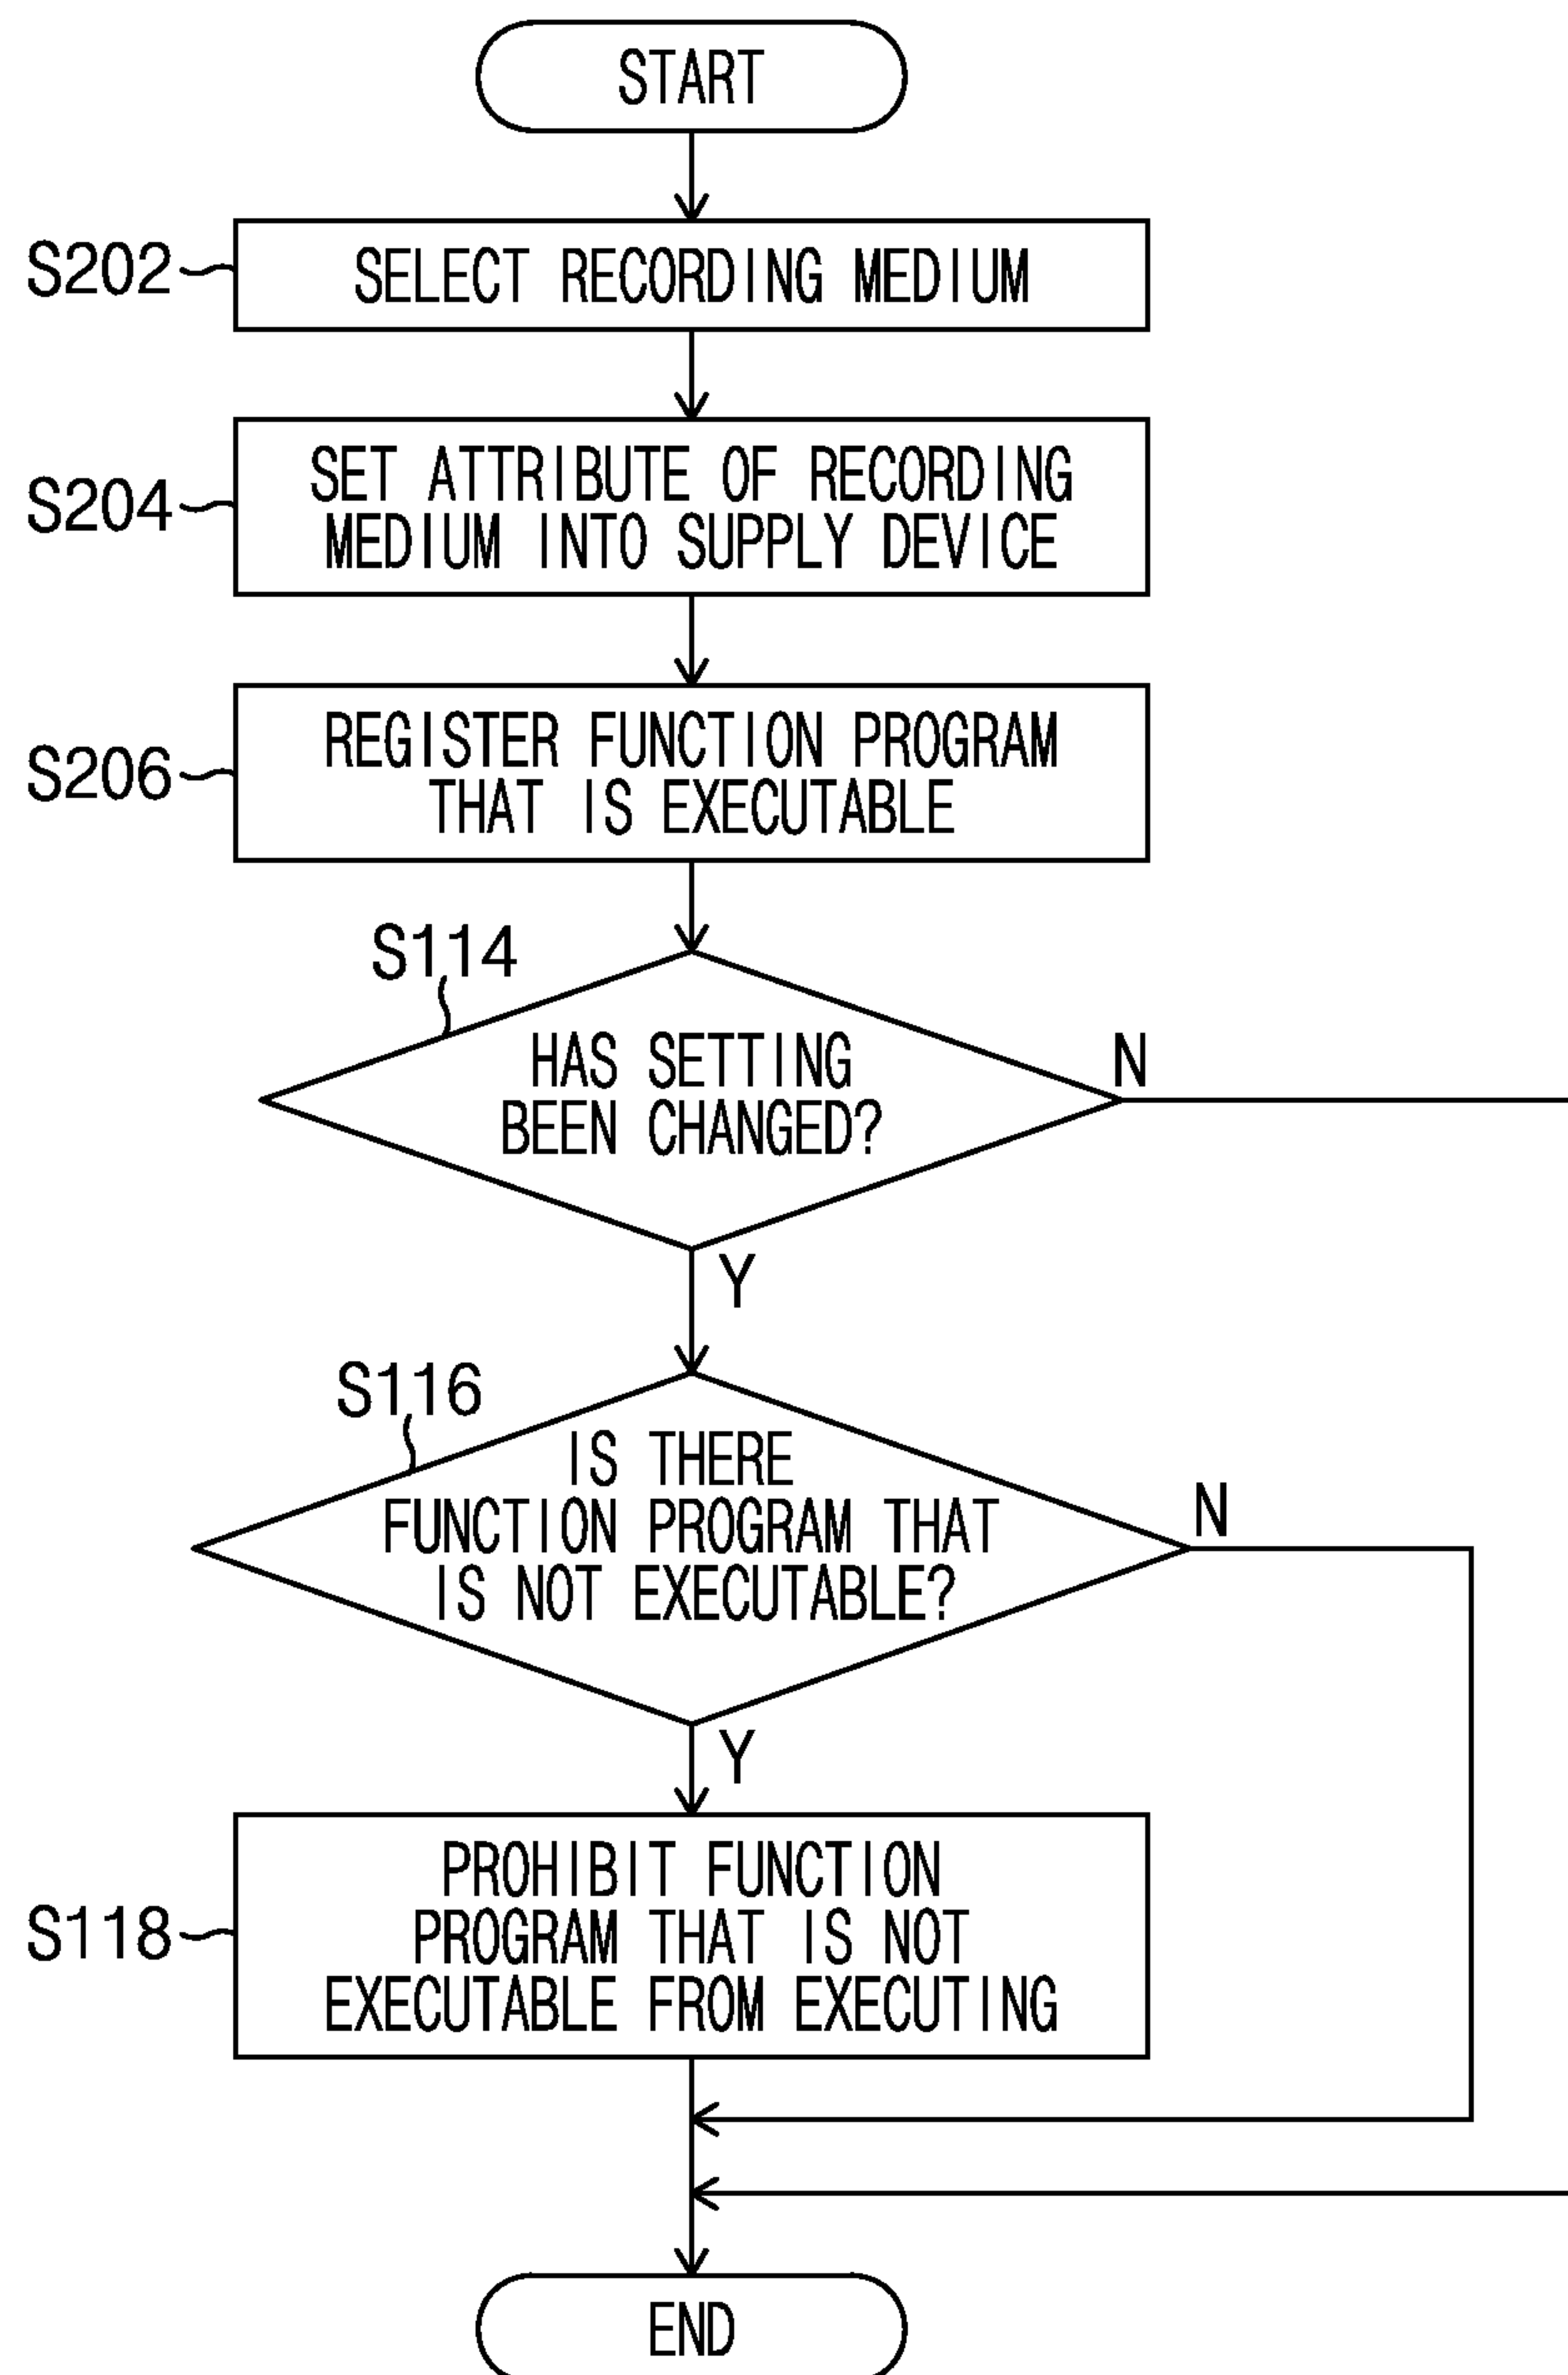 START
S202
SELECT RECORDING MEDIUM
S204
SET ATTRIBUTE OF RECORDING
MEDIUM INTO SUPPLY DEVICE
S206
REGISTER FUNCTION PROGRAM
THAT IS EXECUTABLE
S114
HAS SETTING
BEEN CHANGED?
N
Y
S116
IS THERE
FUNCTION PROGRAM THAT
IS NOT EXECUTABLE?
N
Y
S118
PROHIBIT FUNCTION
PROGRAM THAT IS NOT
EXECUTABLE FROM EXECUTING
END